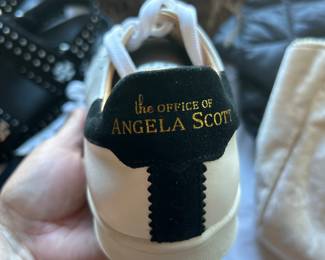 the OFFICE OF
ANGELA SCOTT